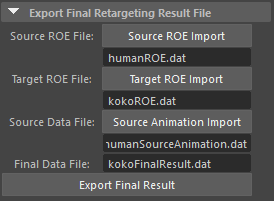 Export Final Retargeting Result File
Source ROE File: Source ROE Import
humanROE.dat
Target ROE File: Target ROE Import
kokoROE.dat
Source Data File: Source Animation Import
humanSourceAnimation.dat
Final Data File: kokoFinalResult.dat
Export Final Result